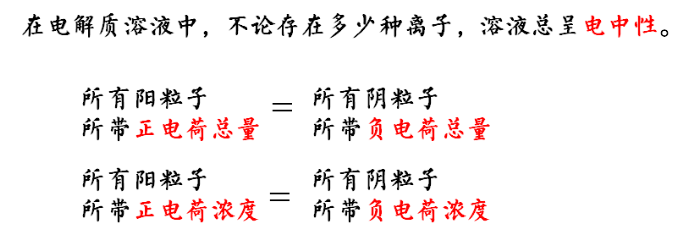 在电解质溶液中，不论存在多少种离子，溶液总呈电中性。
所有阳粒子 = 所有阴粒子
所带正电荷总量 所带负电荷总量
所有阳粒子 = 所有阴粒子
所带正电荷浓度 所带负电荷浓度